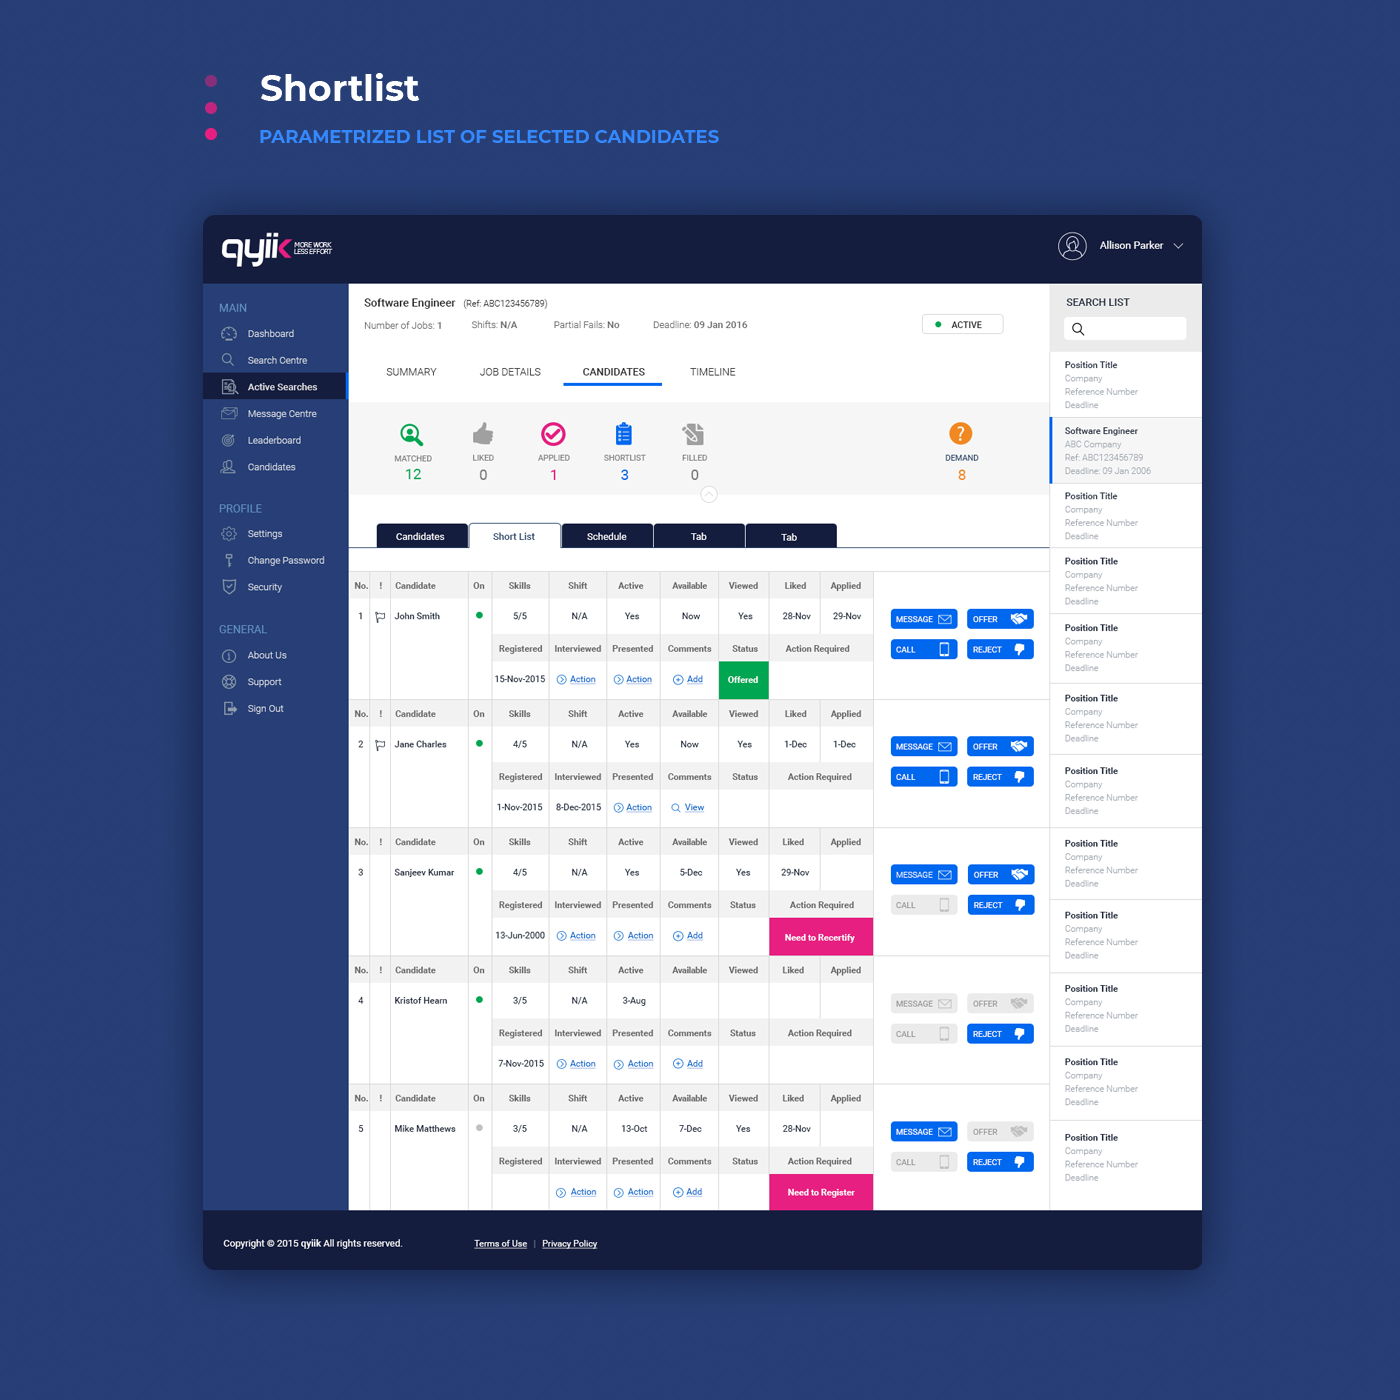 Shortlist
PARAMETRIZED LIST OF SELECTED CANDIDATES
qyiik MORE WORK
LESS EFFORT
Allison Parker
MAIN
Dashboard
Search Centre
Active Searches
Message Centre
Leaderboard
Candidates
PROFILE
Settings
Change Password
Security
GENERAL
About Us
Support
Sign Out
Software Engineer (Ref: ABC123456789)
Number of Jobs: 1 Shifts: N/A Partial Fails: No Deadline: 09 Jan 2016
ACTIVE
SUMMARY JOB DETAILS CANDIDATES TIMELINE
MATCHED LIKED APPLIED SHORTLIST FILLED DEMAND
12 0 1 3 0 8
?
Candidates Short List Schedule Tab Tab
No. ! Candidate On Skills Shift Active Available Viewed Liked Applied
1 John Smith 5/5 N/A Yes Now Yes 28-Nov 29-Nov
MESSAGE OFFER
Registered Interviewed Presented Comments Status Action Required
CALL REJECT
15-Nov-2015 Action Action Add Offered
No. ! Candidate On Skills Shift Active Available Viewed Liked Applied
2 Jane Charles 4/5 N/A Yes Now Yes 1-Dec 1-Dec
MESSAGE OFFER
Registered Interviewed Presented Comments Status Action Required
CALL REJECT
1-Nov-2015 8-Dec-2015 Action View
No. ! Candidate On Skills Shift Active Available Viewed Liked Applied
3 Sanjeev Kumar 4/5 N/A Yes 5-Dec Yes 29-Nov
MESSAGE OFFER
Registered Interviewed Presented Comments Status Action Required
CALL REJECT
13-Jun-2000 Action Action Add Need to Recertify
No. ! Candidate On Skills Shift Active Available Viewed Liked Applied
4 Kristof Hearn 3/5 N/A 3-Aug
MESSAGE OFFER
Registered Interviewed Presented Comments Status Action Required
CALL REJECT
7-Nov-2015 Action Action Add
No. ! Candidate On Skills Shift Active Available Viewed Liked Applied
5 Mike Matthews 3/5 N/A 13-Oct 7-Dec Yes 28-Nov
MESSAGE OFFER
Registered Interviewed Presented Comments Status Action Required
CALL REJECT
Action Action Add Need to Register
SEARCH LIST
Position Title
Company
Reference Number
Deadline
Software Engineer
ABC Company
Ref: ABC123456789
Deadline: 09 Jan 2006
Position Title
Company
Reference Number
Deadline
Position Title
Company
Reference Number
Deadline
Position Title
Company
Reference Number
Deadline
Position Title
Company
Reference Number
Deadline
Position Title
Company
Reference Number
Deadline
Position Title
Company
Reference Number
Deadline
Position Title
Company
Reference Number
Deadline
Position Title
Company
Reference Number
Deadline
Position Title
Company
Reference Number
Deadline
Position Title
Company
Reference Number
Deadline
Copyright © 2015 qyiik All rights reserved. Terms of Use | Privacy Policy